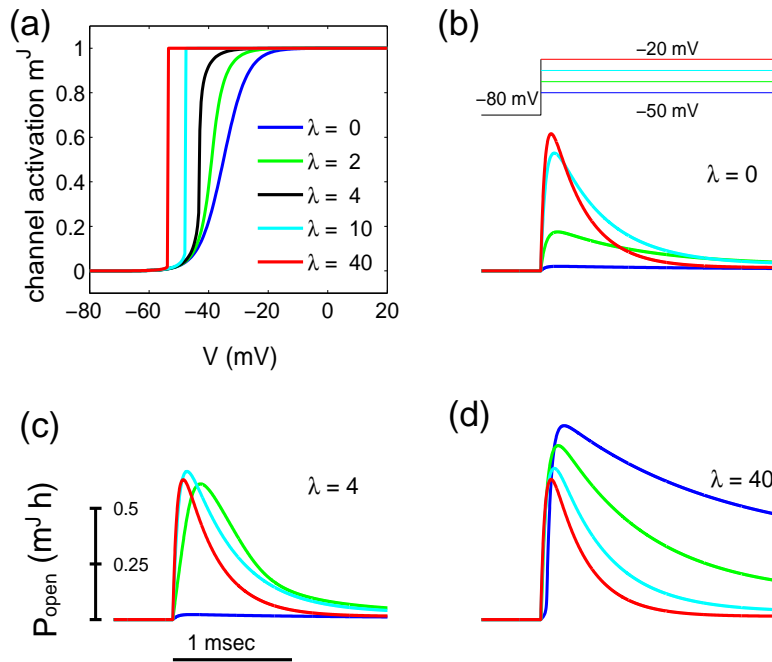 (a)
channel activation m^J
1
0.8
0.6
0.4
0.2
0
−80 −60 −40 −20 0 20
V (mV)
λ = 0
λ = 2
λ = 4
λ = 10
λ = 40
(b)
−20 mV
−80 mV
−50 mV
λ = 0
(c)
λ = 4
P_open (m^J h)
0.5
0.25
1 msec
(d)
λ = 40